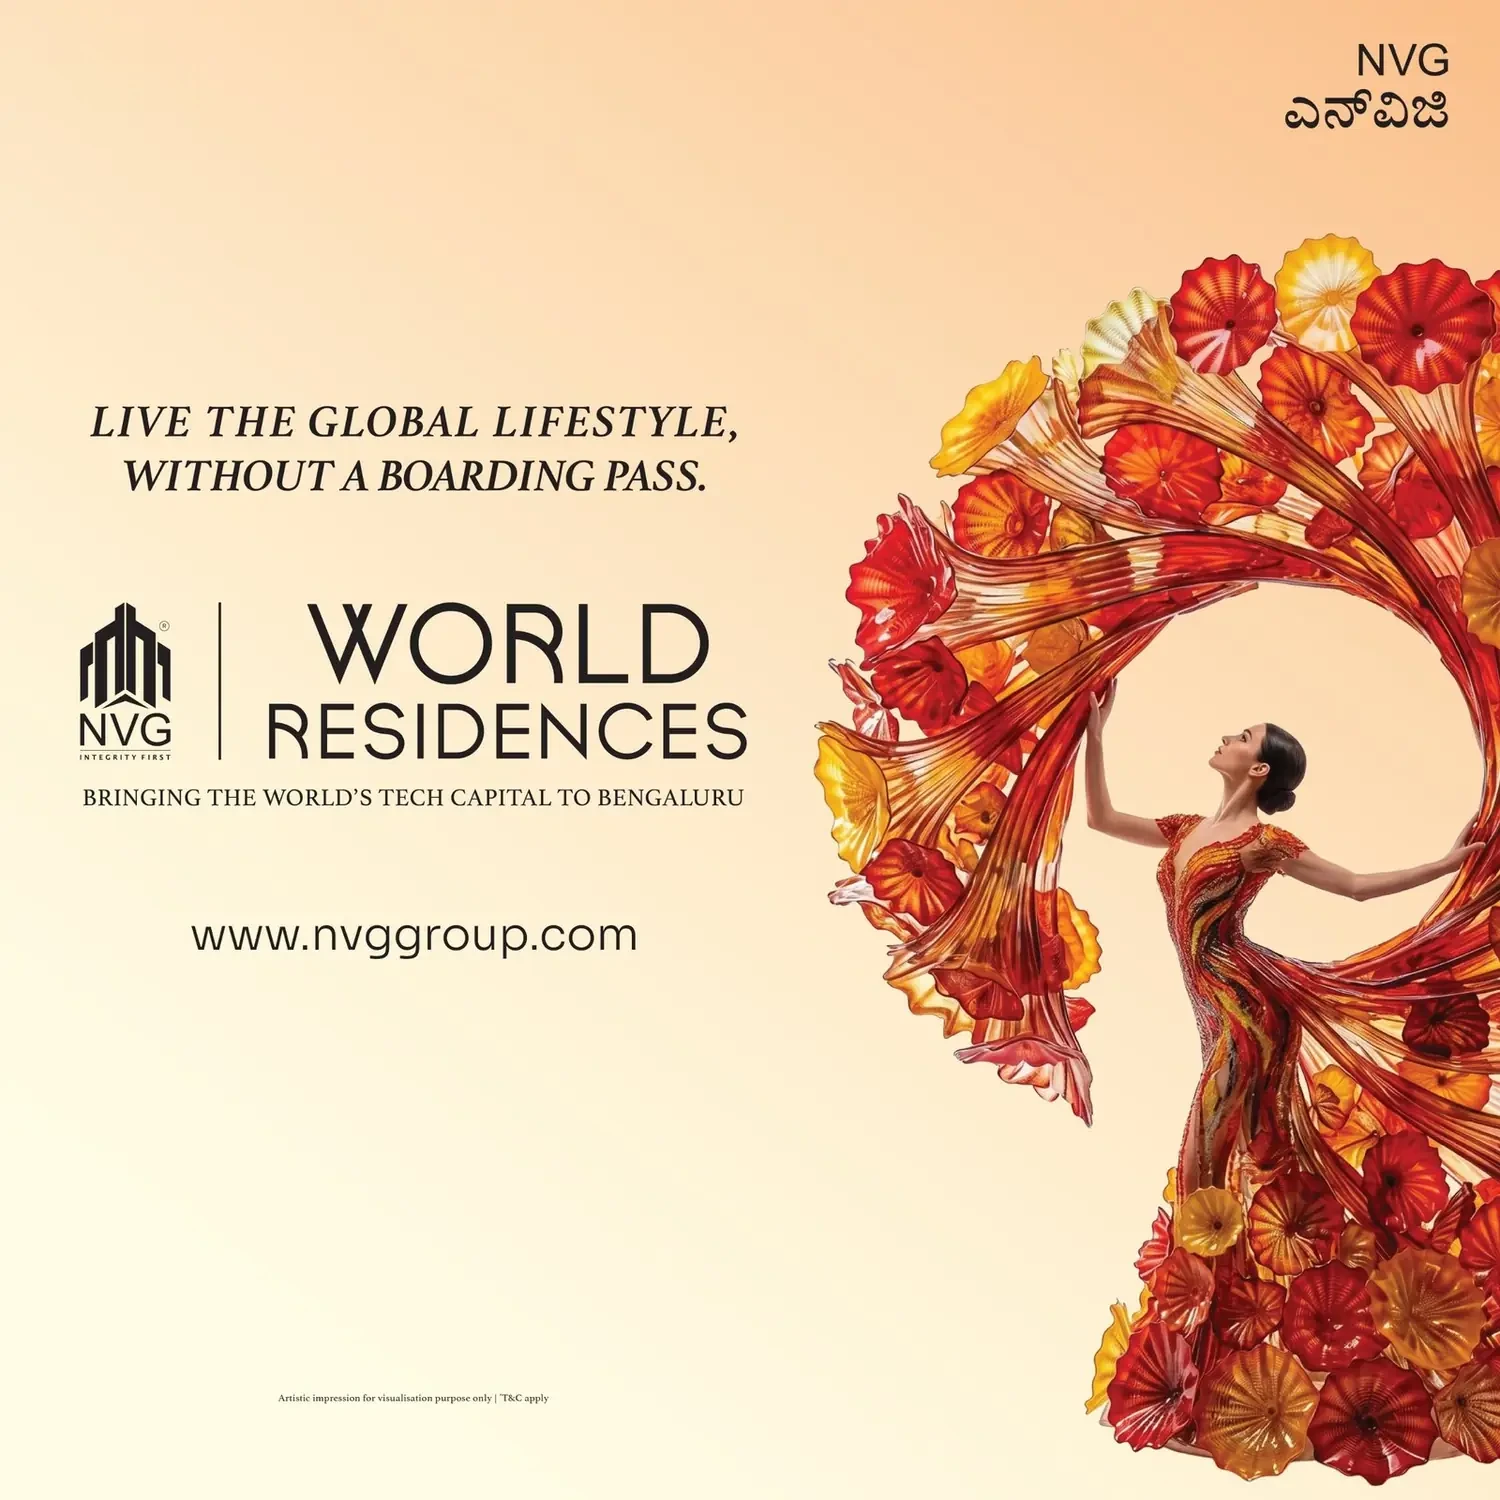 NVG
ಎನ್‌ವಿಜಿ
LIVE THE GLOBAL LIFESTYLE,
WITHOUT A BOARDING PASS.
®
NVG
INTEGRITY FIRST
WORLD
RESIDENCES
BRINGING THE WORLD'S TECH CAPITAL TO BENGALURU
www.nvggroup.com
Artistic impression for visualisation purpose only | *T&C apply